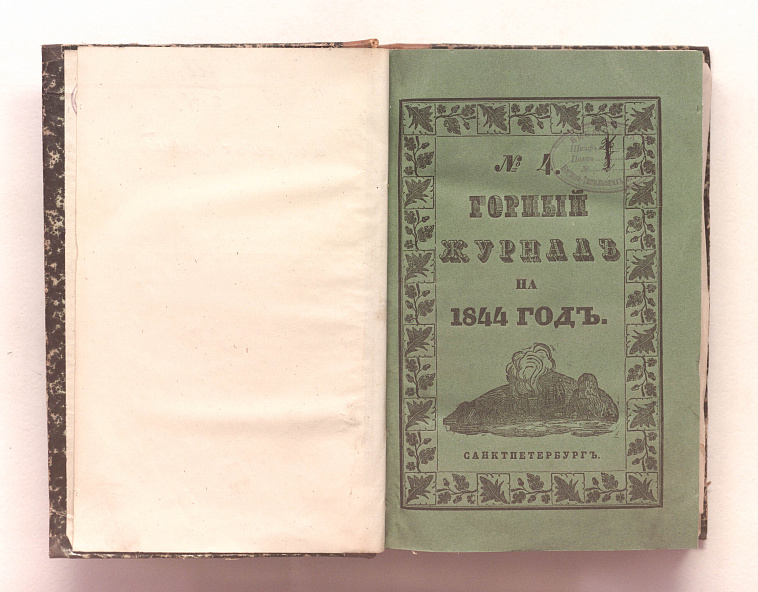 № 4.
ГОРНЫЙ
ЖУРНАЛЪ
НА
1844 ГОДЪ.
САНКТПЕТЕРБУРГЪ.